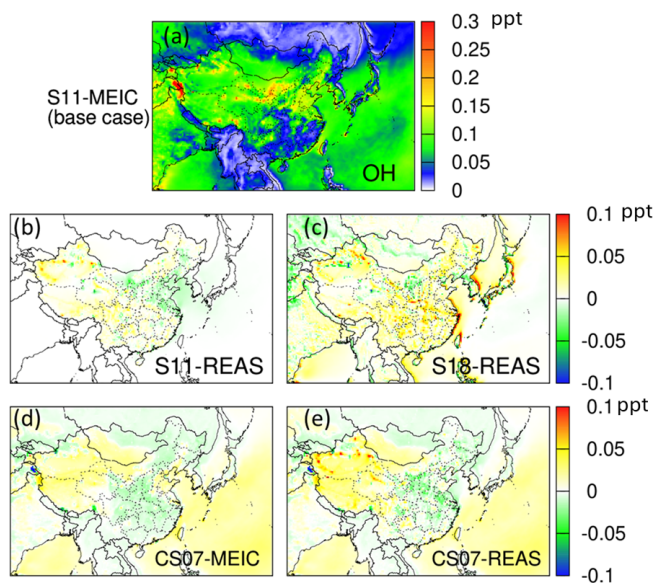 (a)
0.3 ppt
0.25
0.2
0.15
0.1
0.05
0
S11-MEIC
(base case)
OH
(b)
S11-REAS
(c)
S18-REAS
0.1 ppt
0.05
0
-0.05
-0.1
(d)
CS07-MEIC
(e)
CS07-REAS
0.1 ppt
0.05
0
-0.05
-0.1